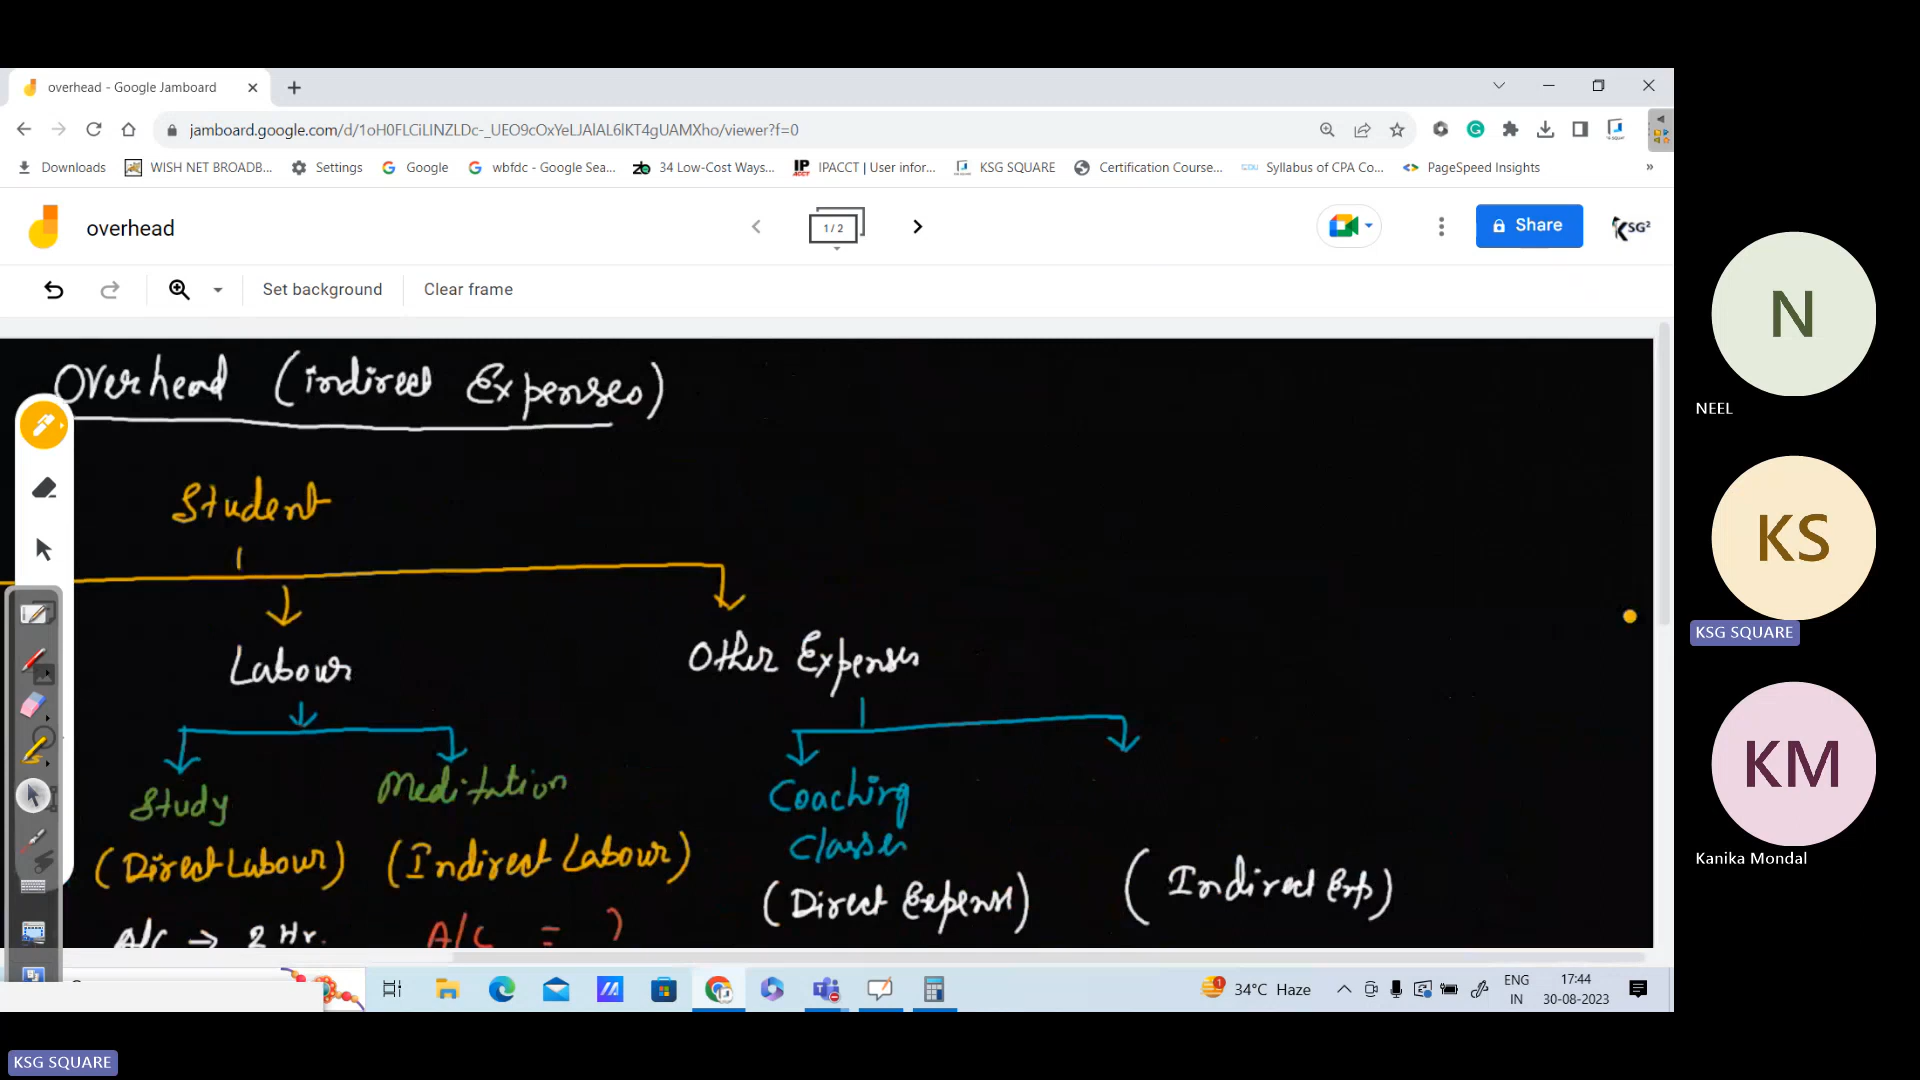 overhead - Google Jamboard
jamboard.google.com/d/1oH0FLCiLINZLDc-_UEO9cOxYeLJAlAL6lKT4gUAMXho/viewer?f=0
Downloads WISH NET BROADB... Settings Google wbfdc - Google Sea... 34 Low-Cost Ways... IPACCT | User infor... KSG SQUARE Certification Course... Syllabus of CPA Co... PageSpeed Insights »
overhead 1 / 2 Share KSG²
Set background Clear frame
Overhead (indirect Expenses)
Student
Labour Other Expenses
Study Meditation Coaching
Classes
(Direct Labour) (Indirect Labour) (Direct Expense) (Indirect Exp)
A/C → 2 Hr. A/C = )
N
NEEL
KS
KSG SQUARE
KM
Kanika Mondal
34°C Haze ENG
IN 17:44
30-08-2023
KSG SQUARE